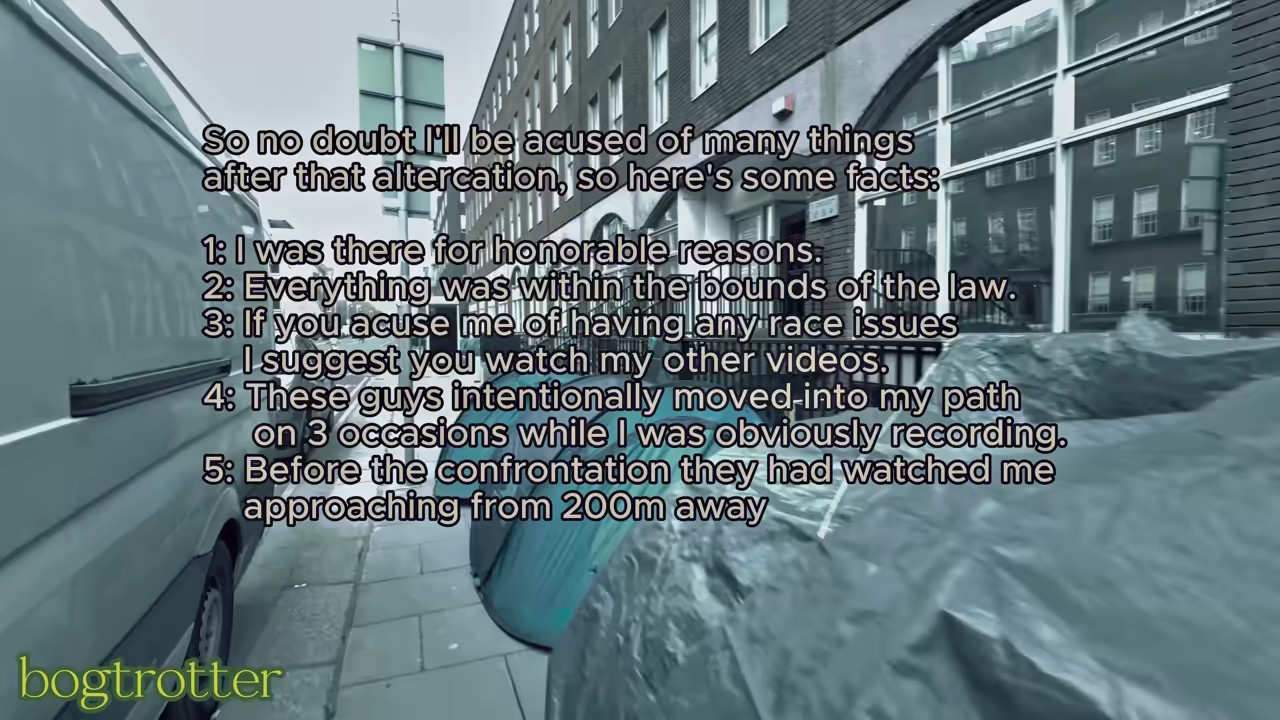 So no doubt I'll be acused of many things
after that altercation, so here's some facts:
1: I was there for honorable reasons.
2: Everything was within the bounds of the law.
3: If you acuse me of having any race issues
I suggest you watch my other videos.
4: These guys intentionally moved into my path
on 3 occasions while I was obviously recording.
5: Before the confrontation they had watched me
approaching from 200m away
bogtrotter